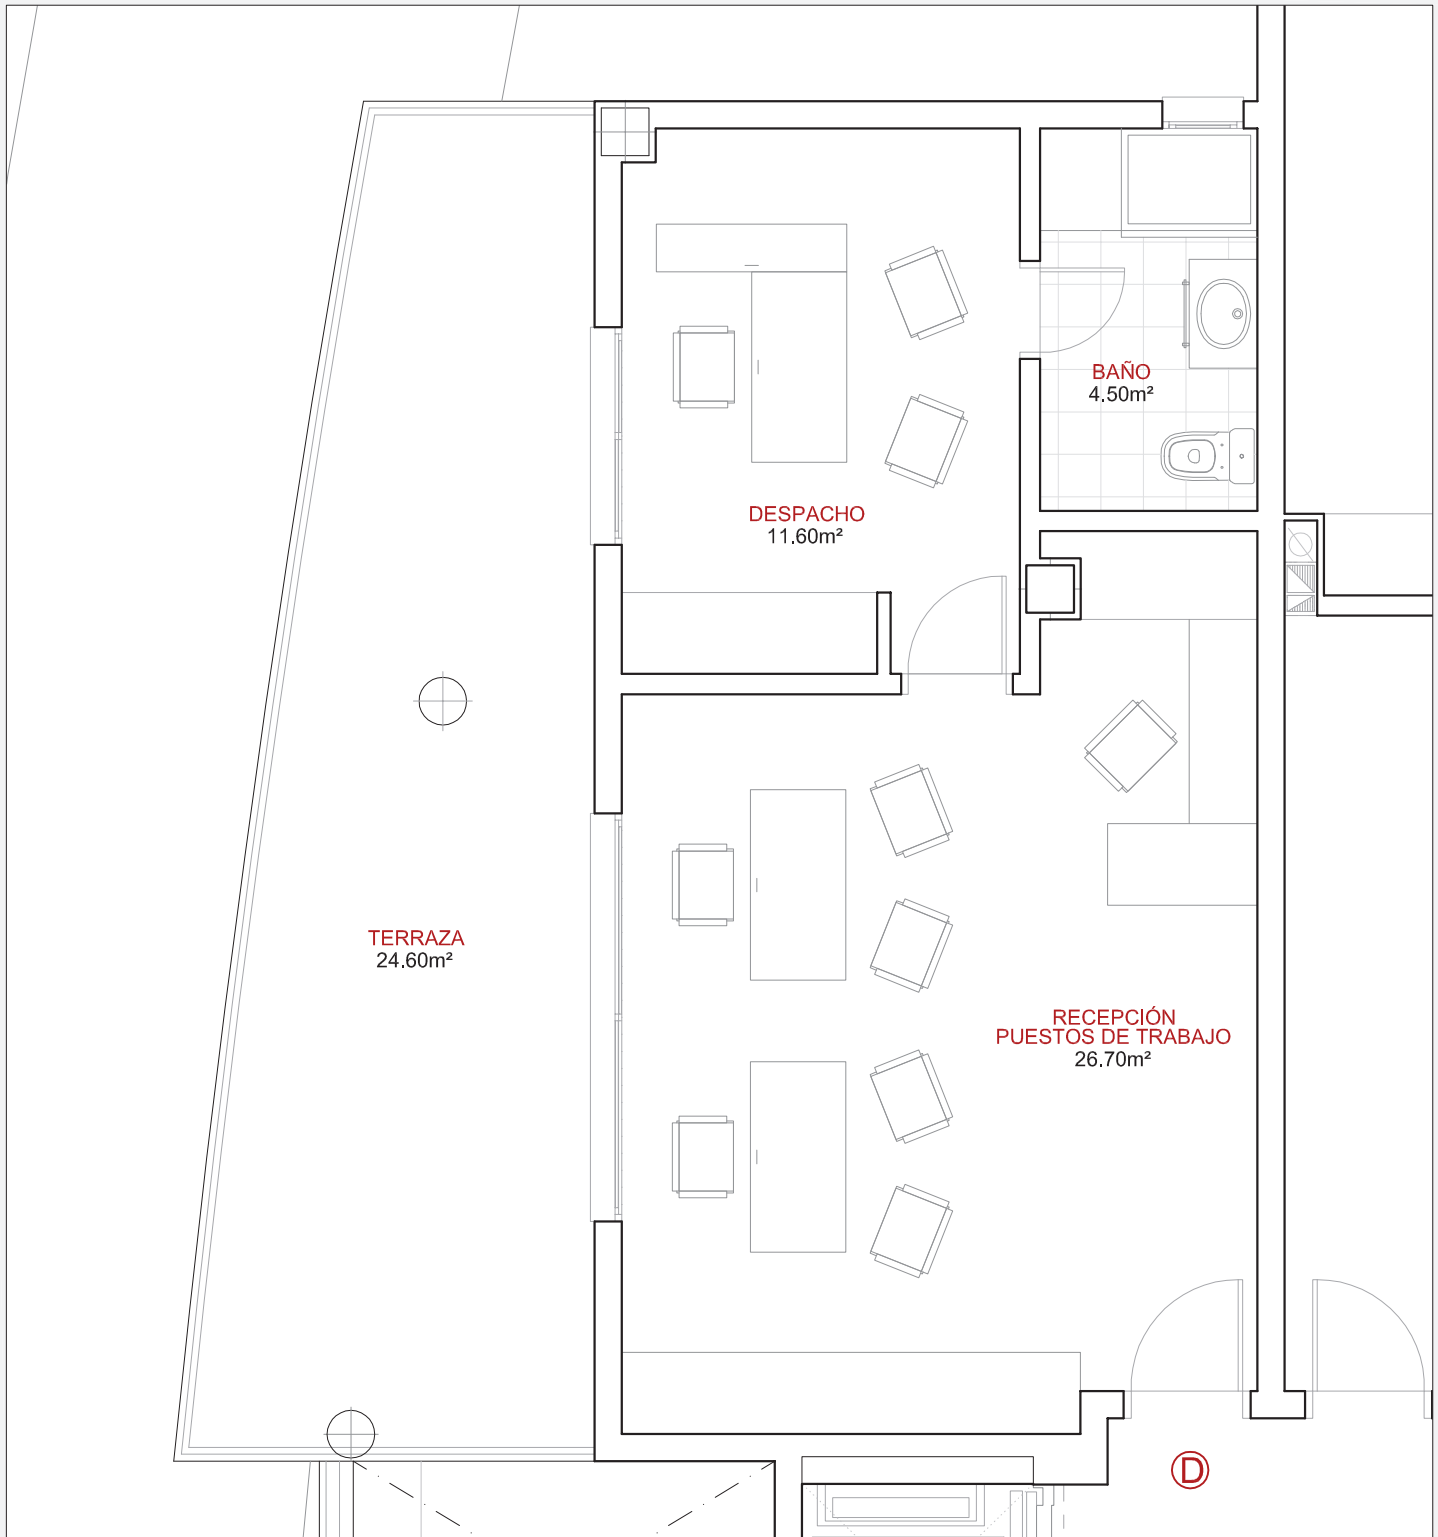 BAÑO
4.50m²
DESPACHO
11.60m²
TERRAZA
24.60m²
RECEPCIÓN
PUESTOS DE TRABAJO
26.70m²
D